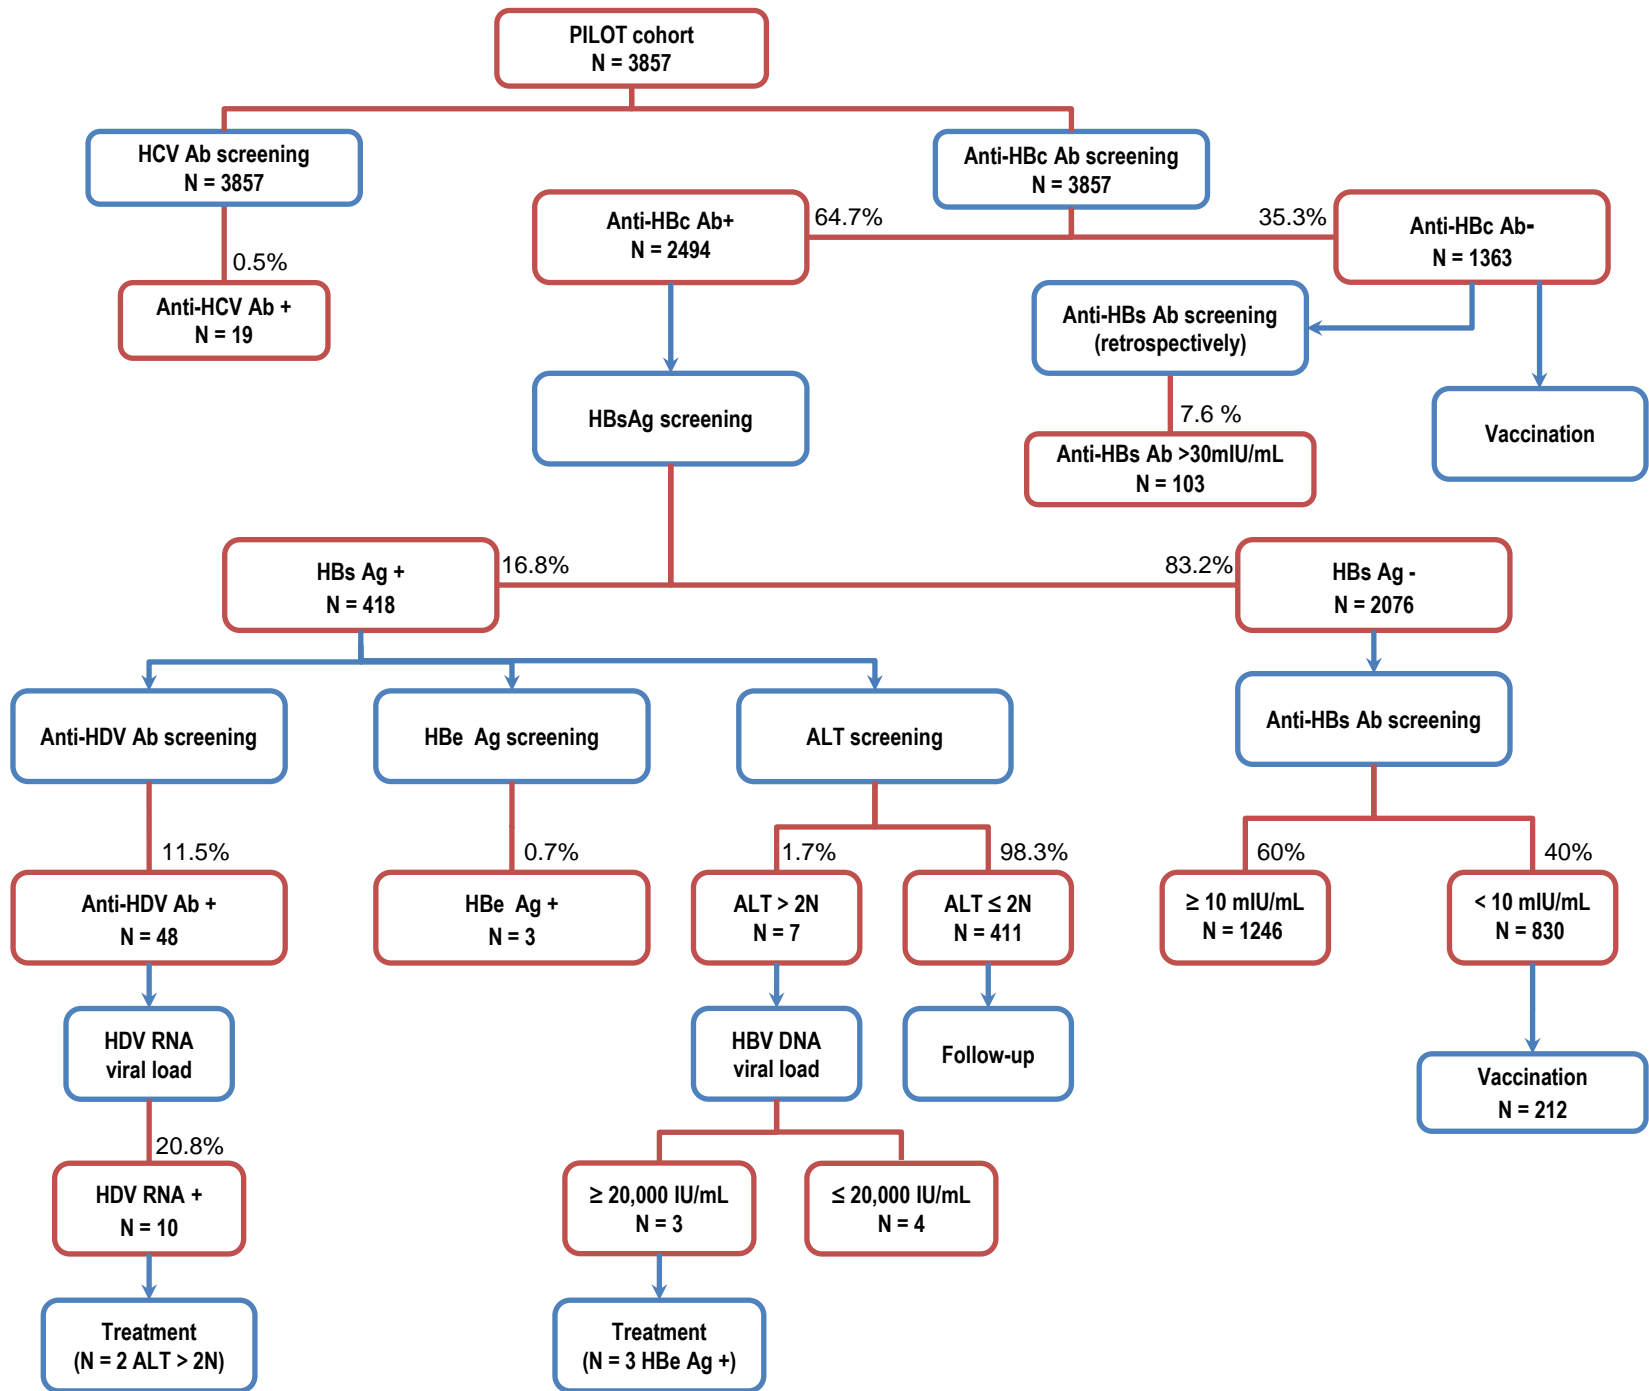 PILOT cohort
N = 3857
HCV Ab screening
N = 3857
Anti-HBc Ab screening
N = 3857
Anti-HBc Ab+
N = 2494
64.7%
35.3%
Anti-HBc Ab-
N = 1363
0.5%
Anti-HCV Ab +
N = 19
Anti-HBs Ab screening
(retrospectively)
HBsAg screening
7.6 %
Anti-HBs Ab >30mIU/mL
N = 103
Vaccination
HBs Ag +
N = 418
16.8%
83.2%
HBs Ag -
N = 2076
Anti-HDV Ab screening
HBe  Ag screening
ALT screening
Anti-HBs Ab screening
11.5%
0.7%
1.7%
98.3%
60%
40%
Anti-HDV Ab +
N = 48
HBe  Ag +
N = 3
ALT > 2N
N = 7
ALT ≤ 2N
N = 411
≥ 10 mIU/mL
N = 1246
< 10 mIU/mL
N = 830
HDV RNA
viral load
HBV DNA
viral load
Follow-up
Vaccination
N = 212
20.8%
HDV RNA +
N = 10
≥ 20,000 IU/mL
N = 3
≤ 20,000 IU/mL
N = 4
Treatment
(N = 2 ALT > 2N)
Treatment
(N = 3 HBe Ag +)